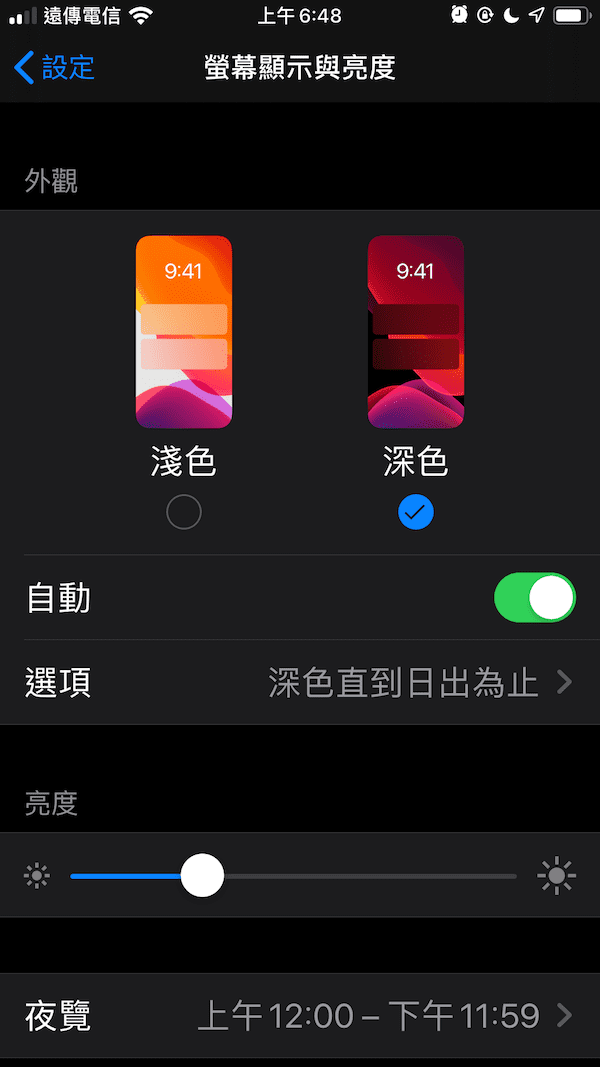 遠傳電信 上午 6:48
設定 螢幕顯示與亮度
外觀
9:41 9:41
淺色 深色
自動
選項 深色直到日出為止
亮度
夜覽 上午 12:00 – 下午 11:59